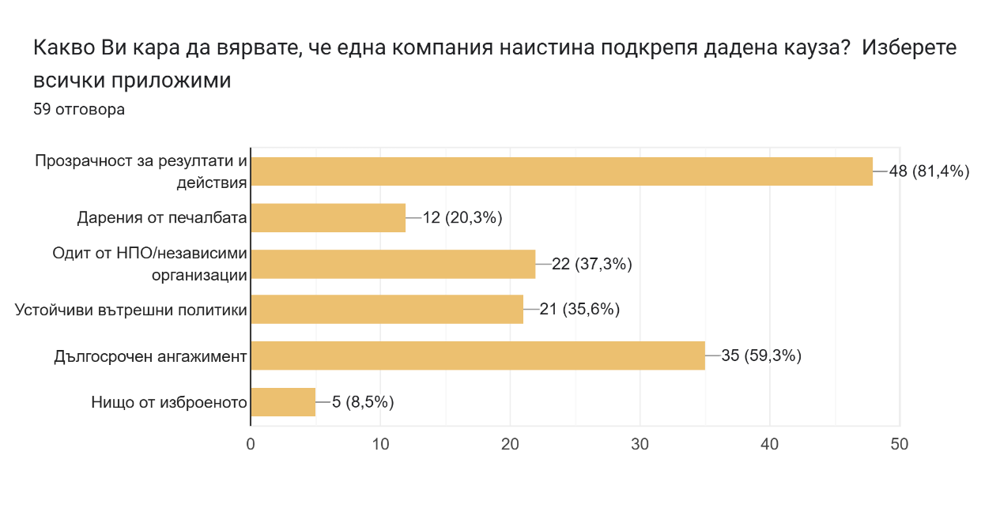 Какво Ви кара да вярвате, че една компания наистина подкрепя дадена кауза?  Изберете
всички приложими
59 отговора
Прозрачност за резултати и
действия
48 (81,4%)
Дарения от печалбата
12 (20,3%)
Одит от НПО/независими
организации
22 (37,3%)
Устойчиви вътрешни политики
21 (35,6%)
Дългосрочен ангажимент
35 (59,3%)
Нищо от изброеното
5 (8,5%)
0 10 20 30 40 50